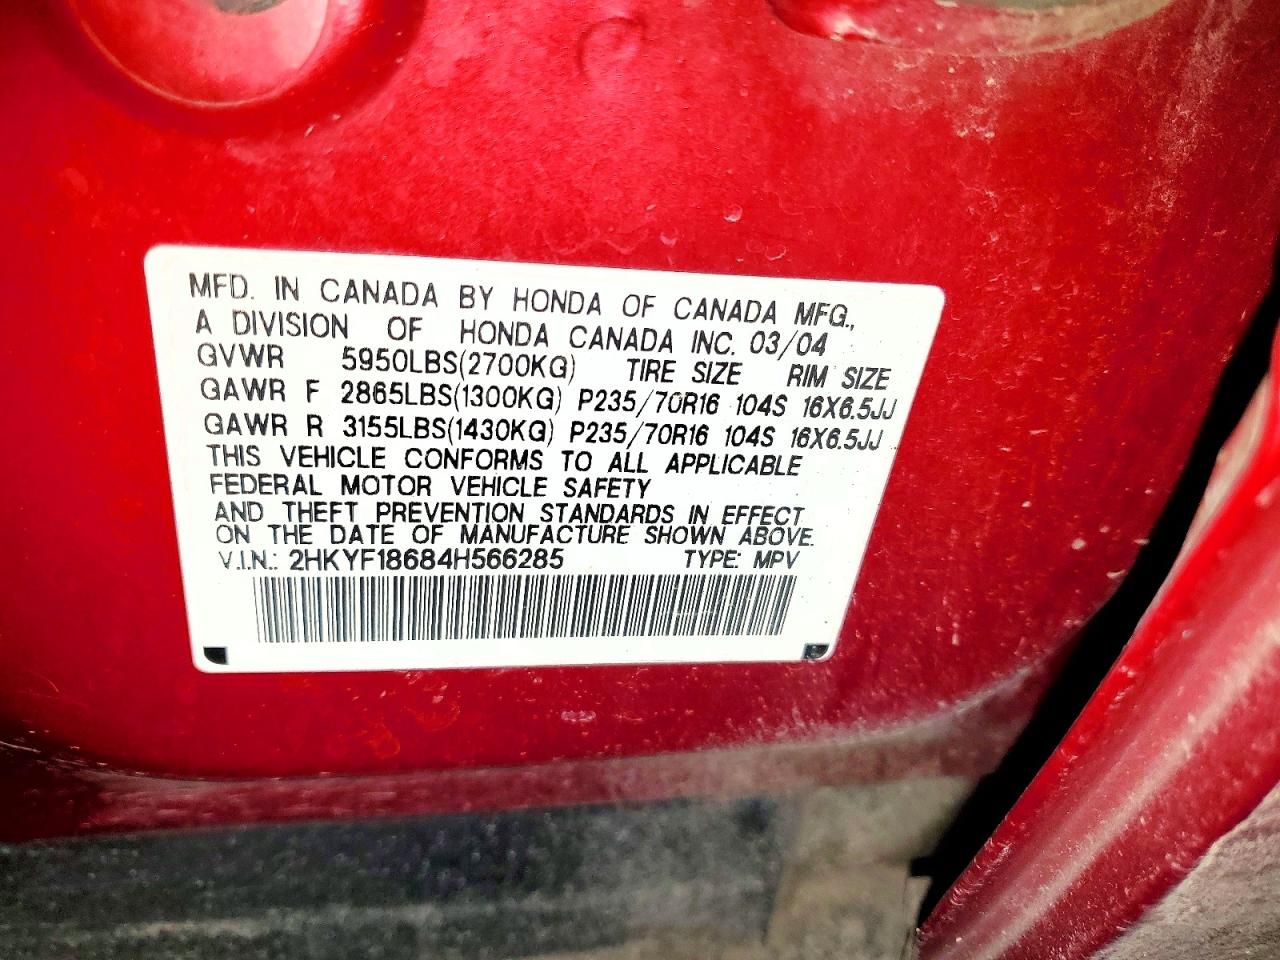 MFD. IN CANADA BY HONDA OF CANADA MFG.,
A DIVISION OF HONDA CANADA INC. 03/04
GVWR 5950LBS(2700KG) TIRE SIZE RIM SIZE
GAWR F 2865LBS(1300KG) P235/70R16 104S 16X6.5JJ
GAWR R 3155LBS(1430KG) P235/70R16 104S 16X6.5JJ
THIS VEHICLE CONFORMS TO ALL APPLICABLE
FEDERAL MOTOR VEHICLE SAFETY
AND THEFT PREVENTION STANDARDS IN EFFECT
ON THE DATE OF MANUFACTURE SHOWN ABOVE.
V.I.N.: 2HKYF18684H566285 TYPE: MPV